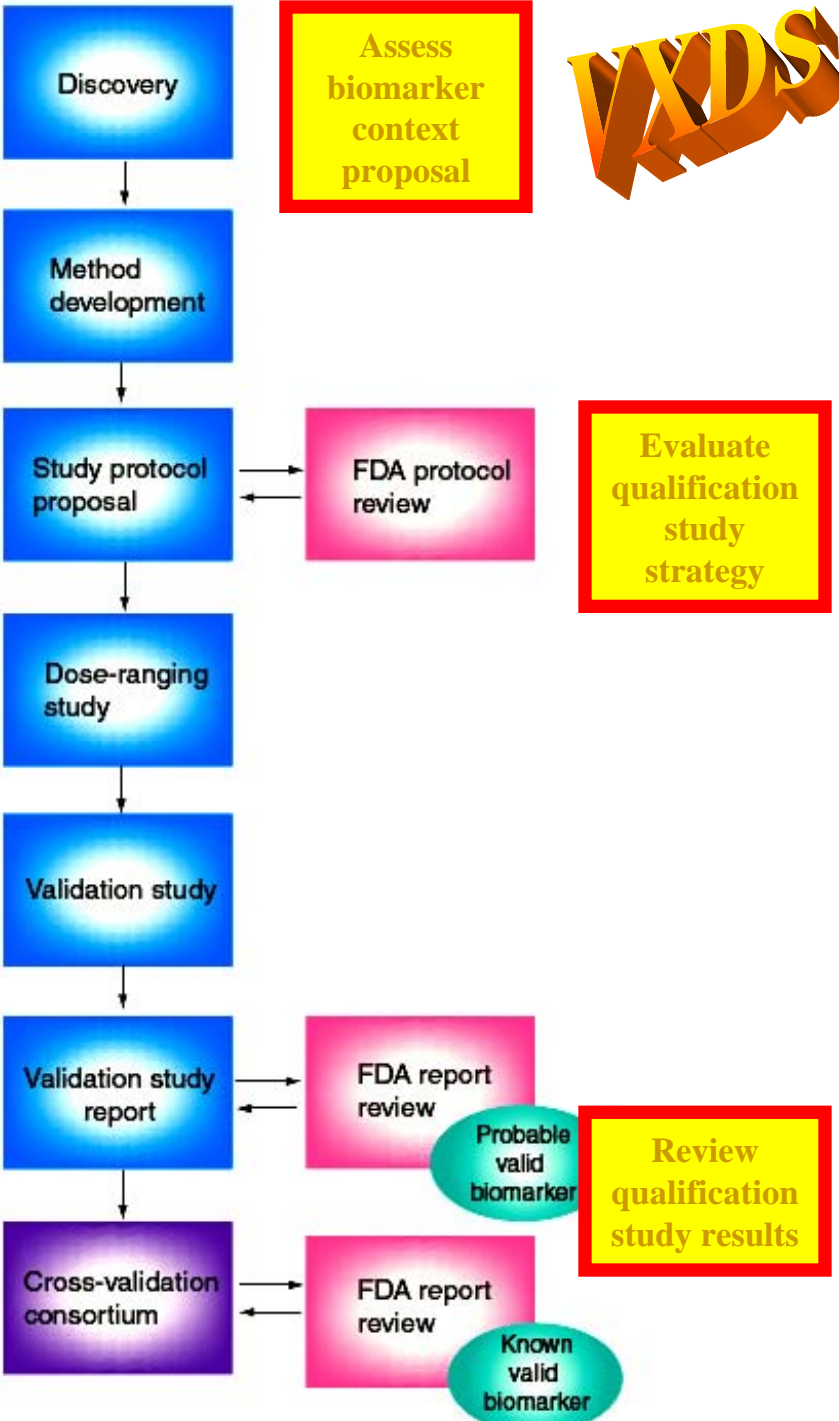 Discovery
Assess
biomarker
context
proposal
VXDS
Method
development
Study protocol
proposal
FDA protocol
review
Evaluate
qualification
study
strategy
Dose-ranging
study
Validation study
Validation study
report
FDA report
review
Probable
valid
biomarker
Review
qualification
study results
Cross-validation
consortium
FDA report
review
Known
valid
biomarker